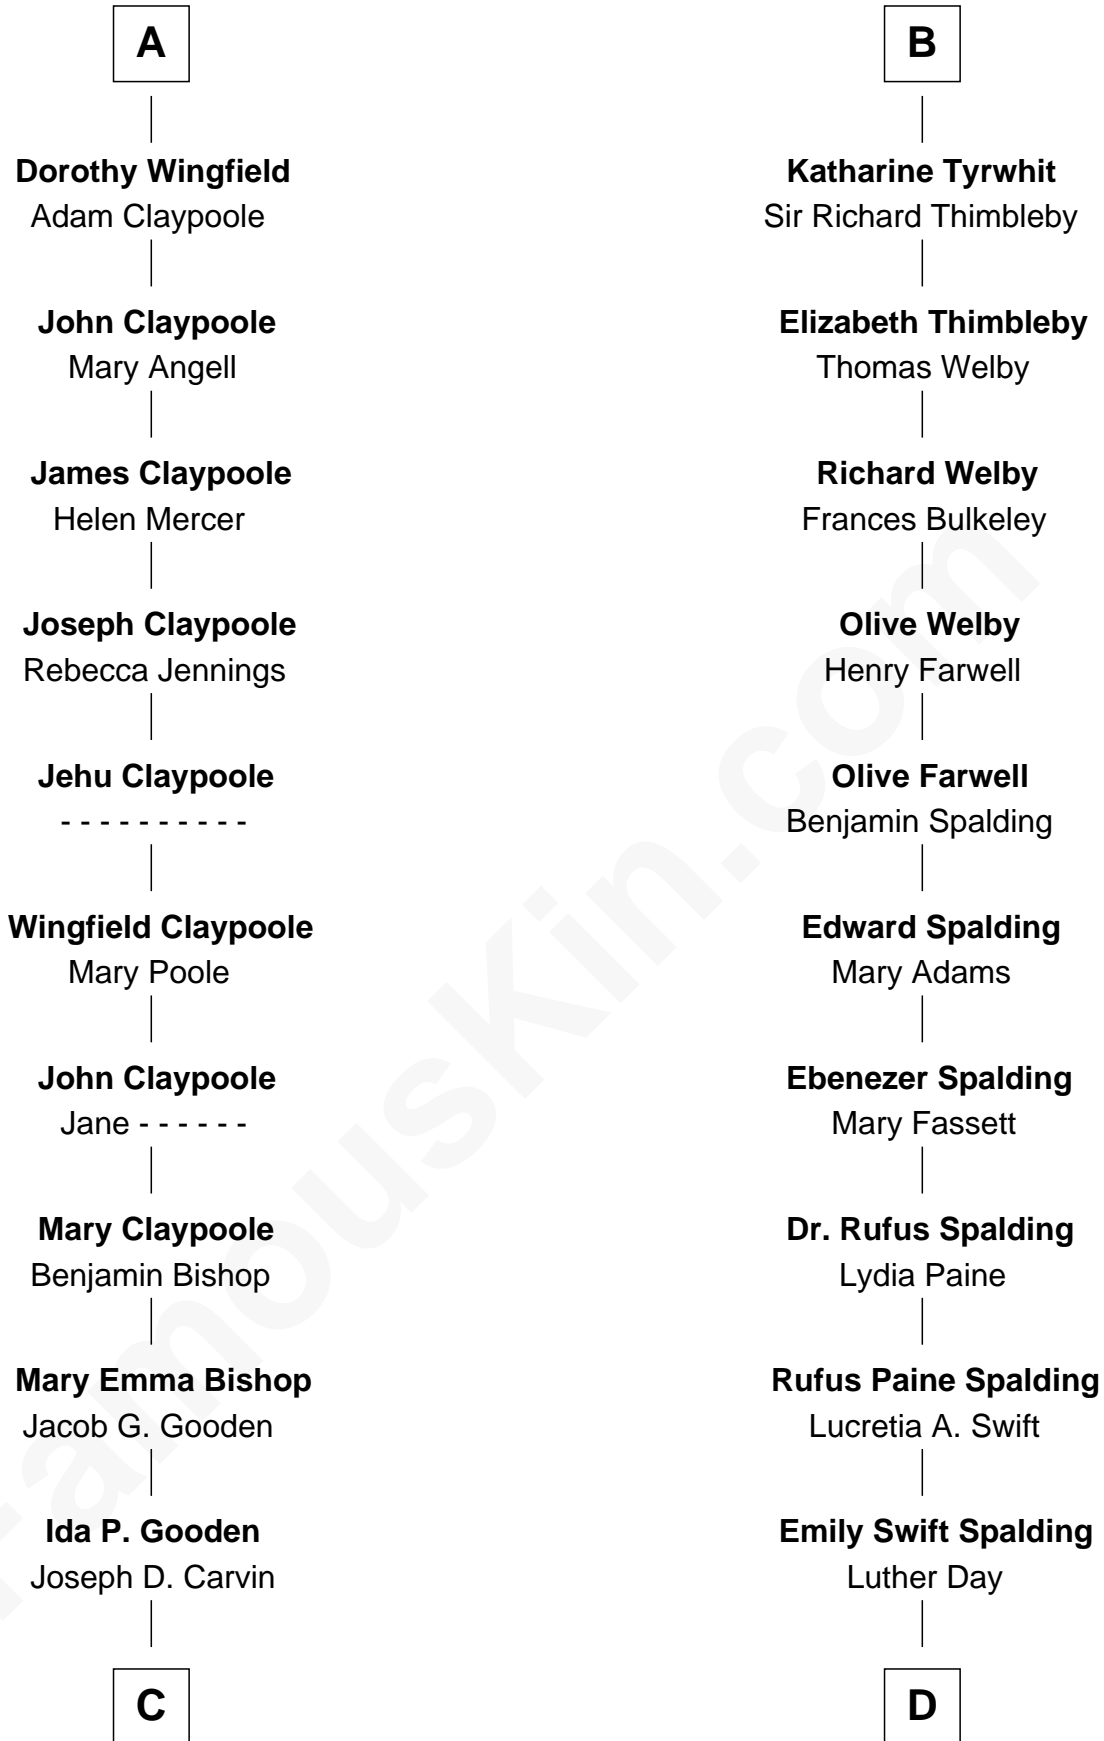 A
Dorothy Wingfield
Adam Claypoole
John Claypoole
Mary Angell
James Claypoole
Helen Mercer
Joseph Claypoole
Rebecca Jennings
Jehu Claypoole
- - - - - - - - - -
Wingfield Claypoole
Mary Poole
John Claypoole
Jane - - - - - -
Mary Claypoole
Benjamin Bishop
Mary Emma Bishop
Jacob G. Gooden
Ida P. Gooden
Joseph D. Carvin
C
B
Katharine Tyrwhit
Sir Richard Thimbleby
Elizabeth Thimbleby
Thomas Welby
Richard Welby
Frances Bulkeley
Olive Welby
Henry Farwell
Olive Farwell
Benjamin Spalding
Edward Spalding
Mary Adams
Ebenezer Spalding
Mary Fassett
Dr. Rufus Spalding
Lydia Paine
Rufus Paine Spalding
Lucretia A. Swift
Emily Swift Spalding
Luther Day
D
FamousKin.com